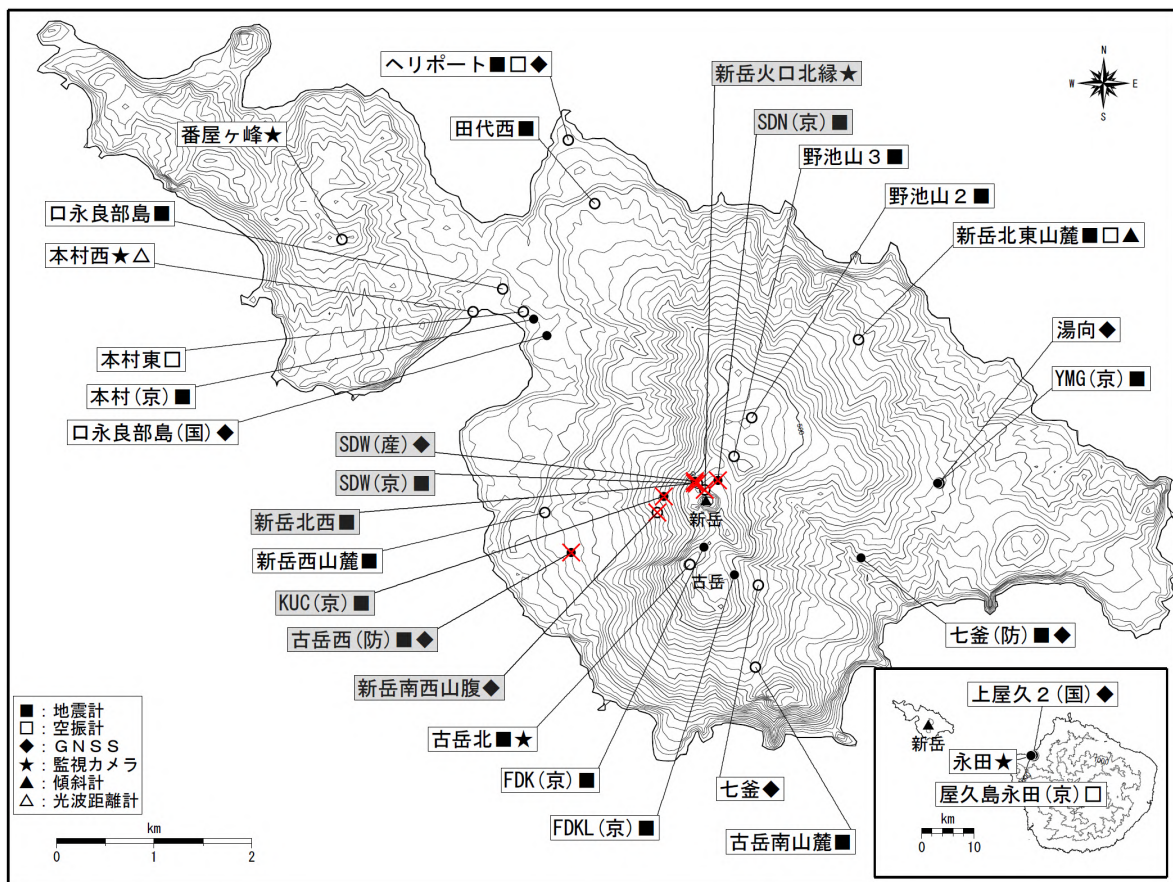 ヘリポート■□◆
新岳火口北縁★
N
W
E
S
田代西■
SDN(京)■
番屋ヶ峰★
野池山3■
野池山2■
口永良部島■
新岳北東山麓■□▲
本村西★△
湯向◆
本村東□
YMG(京)■
本村(京)■
口永良部島(国)◆
SDW(産)◆
SDW(京)■
新岳北西■
新岳
新岳西山麓■
古岳
KUC(京)■
古岳西(防)■◆
七釜(防)■◆
新岳南西山腹◆
古岳北■★
FDK(京)■
七釜◆
FDKL(京)■
古岳南山麓■
■:地震計
□:空振計
◆:GNSS
★:監視カメラ
▲:傾斜計
△:光波距離計
km
0 1 2
上屋久2(国)◆
新岳
永田★
1000
屋久島永田(京)□
km
0 10